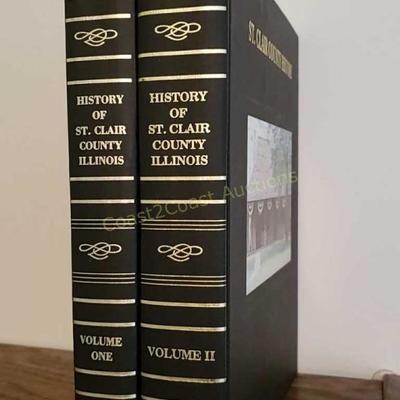 HISTORY
OF
ST. CLAIR
COUNTY
ILLINOIS
VOLUME
ONE
HISTORY
OF
ST. CLAIR
COUNTY
ILLINOIS
VOLUME II
ST. CLAIR COUNTY HISTORY
Coast2Coast Auctions